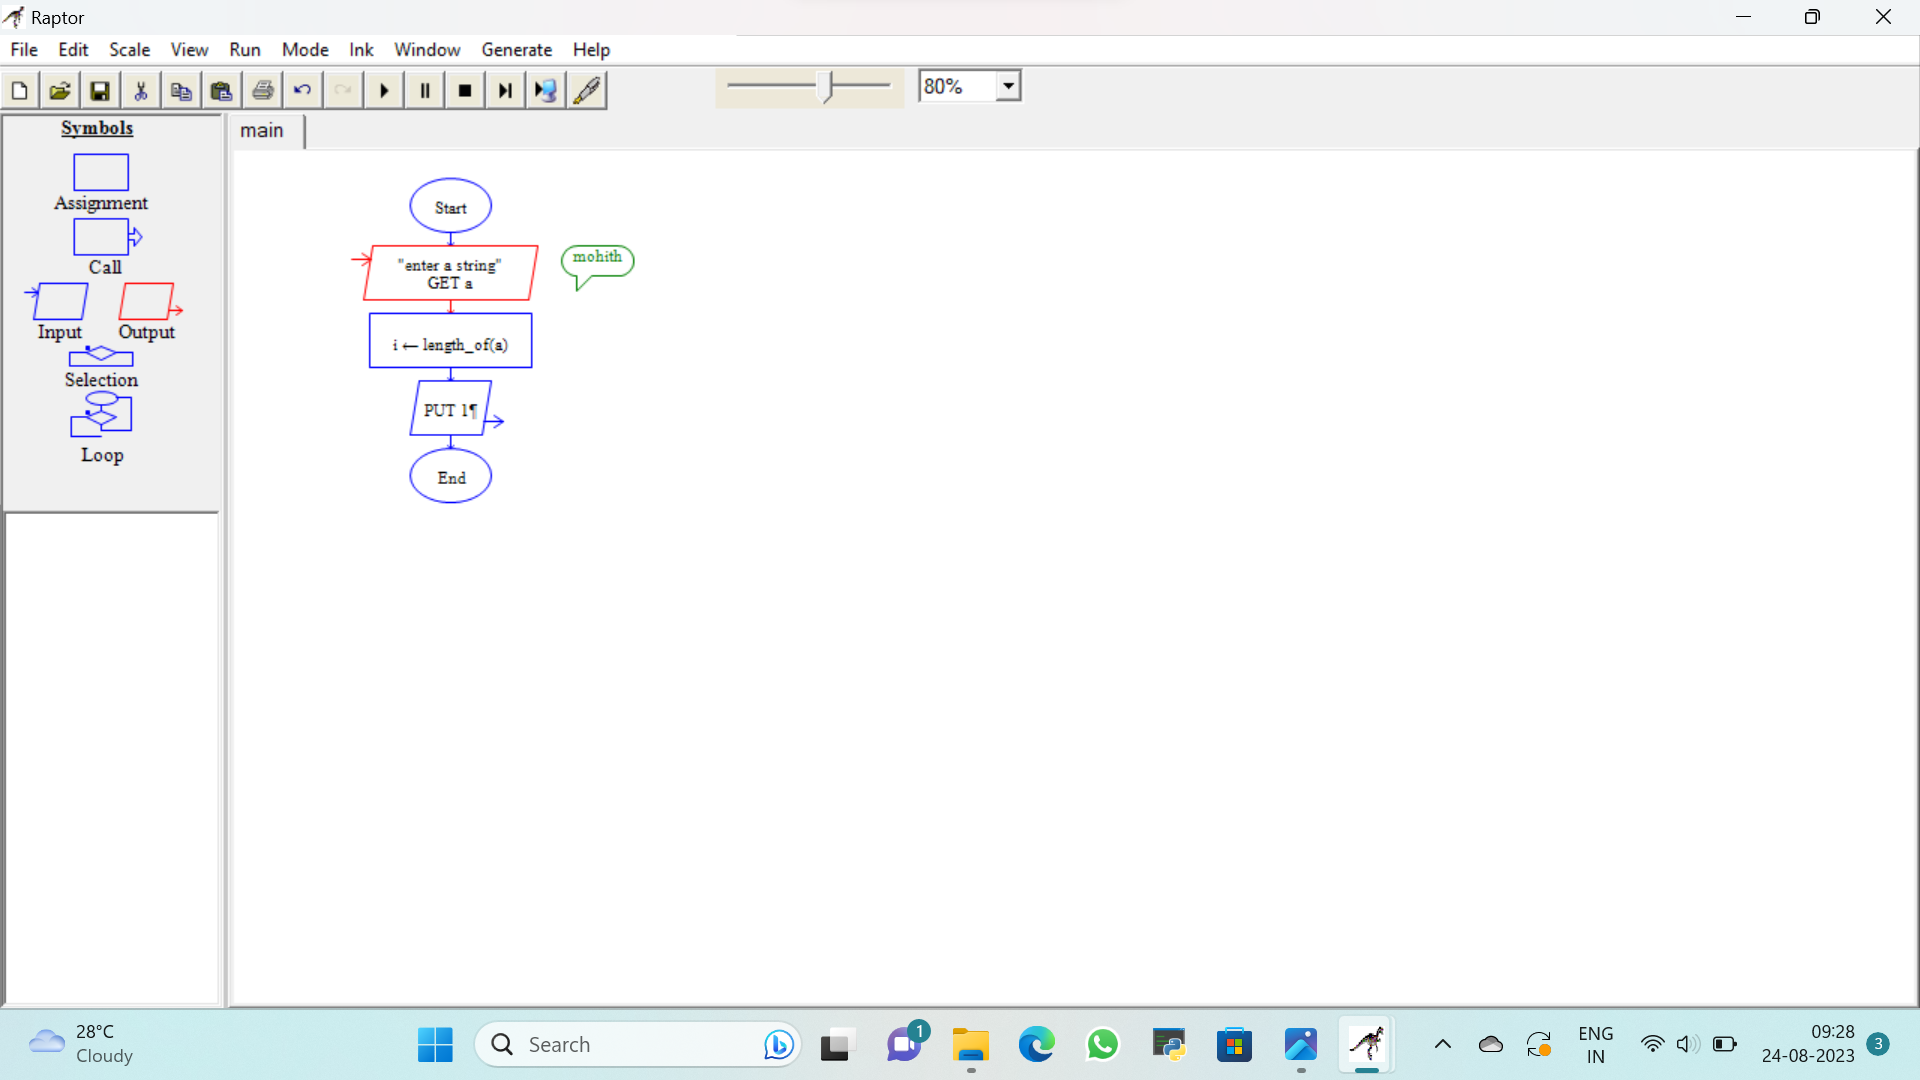 Raptor
File Edit Scale View Run Mode Ink Window Generate Help
80%
Symbols
Assignment
Call
Input Output
Selection
Loop
main
Start
"enter a string"
GET a
mohith
i ← length_of(a)
PUT 1¶
End
28°C
Cloudy
Search
1
ENG
IN
09:28
24-08-2023
3